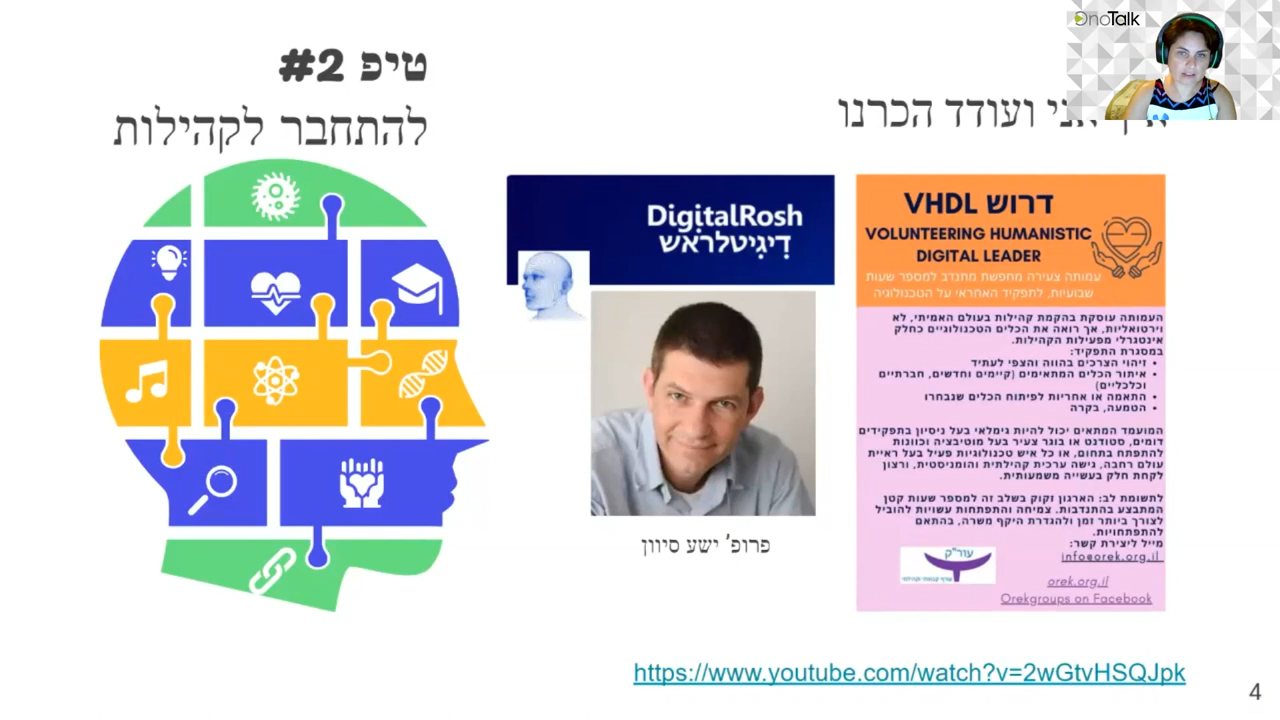 OnoTalk
טיפ #2
להתחבר לקהילות
ועודד הכרנו
DigitalRosh
דִיגִיטלרֹאש
פרופ' ישע סיוון
דרוש VHDL
VOLUNTEERING HUMANISTIC
DIGITAL LEADER
עמותה צעירה מחפשת מתנדב למספר שעות
שבועיות, לתפקיד האחראי על הטכנולוגיה
העמותה עוסקת בהקמת קהילות בעולם האמיתי, לא
וירטואליות, אך רואה את הכלים הטכנולוגיים כחלק
אינטגרלי מפעילות הקהילות.
במסגרת התפקיד:
• זיהוי הצרכים בהווה והצפי לעתיד
• איתור הכלים המתאימים (קיימים וחדשים, חברתיים
וכלכליים)
• התאמה או אחריות לפיתוח הכלים שנבחרו
• הטמעה, בקרה
המועמד המתאים יכול להיות גימלאי בעל ניסיון בתפקידים
דומים, סטודנט או בוגר צעיר בעל מוטיבציה וכוונות
להתפתח בתחום, או כל איש טכנולוגיות פעיל בעל ראיית
עולם רחבה, גישה ערכית קהילתית והומניסטית, ורצון
לקחת חלק בעשייה משמעותית.
לתשומת לב: הארגון זקוק בשלב זה למספר שעות קטן
המתבצע בהתנדבות. צמיחה והתפתחות עשויות להוביל
לצורך ביותר זמן ולהגדרת היקף משרה, בהתאם
להתפתחויות.
מייל ליצירת קשר:
info@orek.org.il
עור"ק
orek.org.il
Orekgroups on Facebook
https://www.youtube.com/watch?v=2wGtvHSQJpk
4